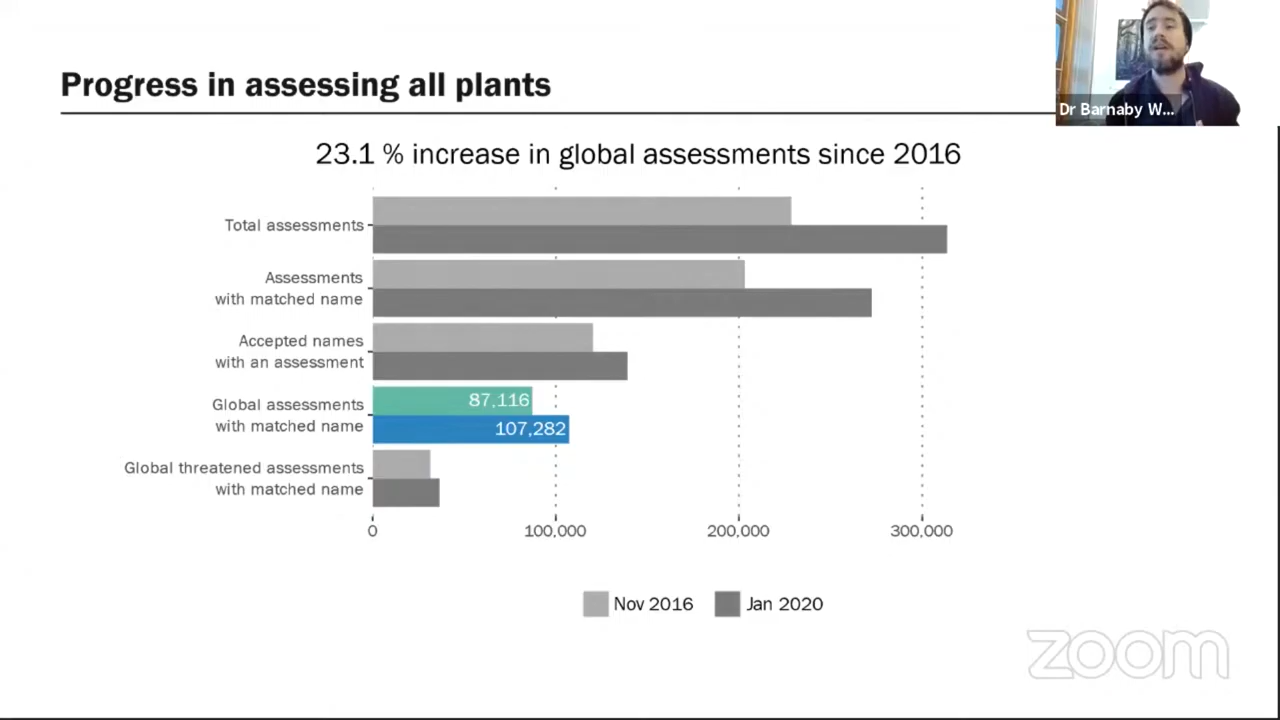 Progress in assessing all plants
Dr Barnaby W...
23.1 % increase in global assessments since 2016
Total assessments
Assessments
with matched name
Accepted names
with an assessment
Global assessments
with matched name
87,116
107,282
Global threatened assessments
with matched name
0 100,000 200,000 300,000
Nov 2016 Jan 2020
zoom